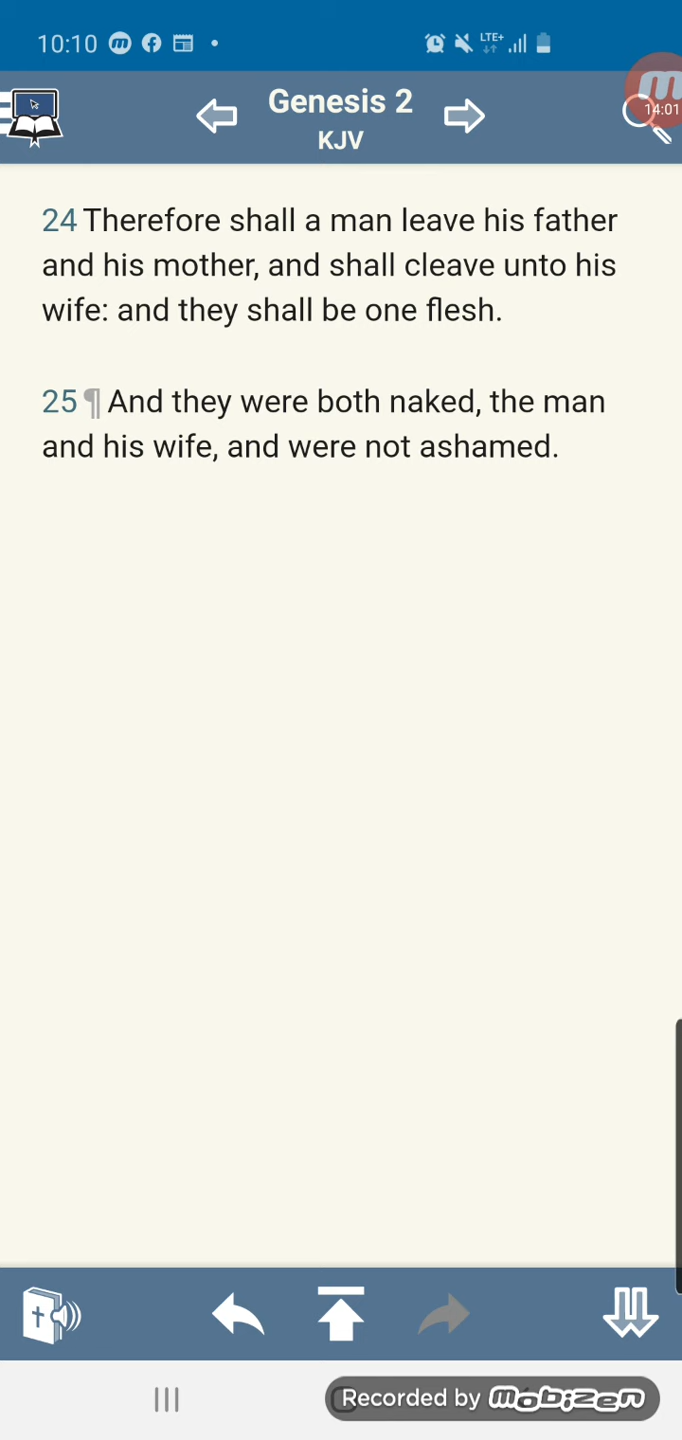 10:10
LTE+
Genesis 2
KJV
14:01
24 Therefore shall a man leave his father
and his mother, and shall cleave unto his
wife: and they shall be one flesh.
25 ¶ And they were both naked, the man
and his wife, and were not ashamed.
Recorded by mobizen